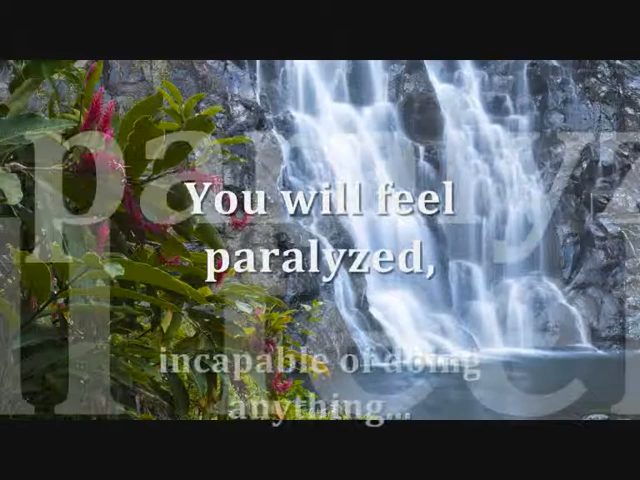 You will feel
paralyzed,
incapable of doing
anything...